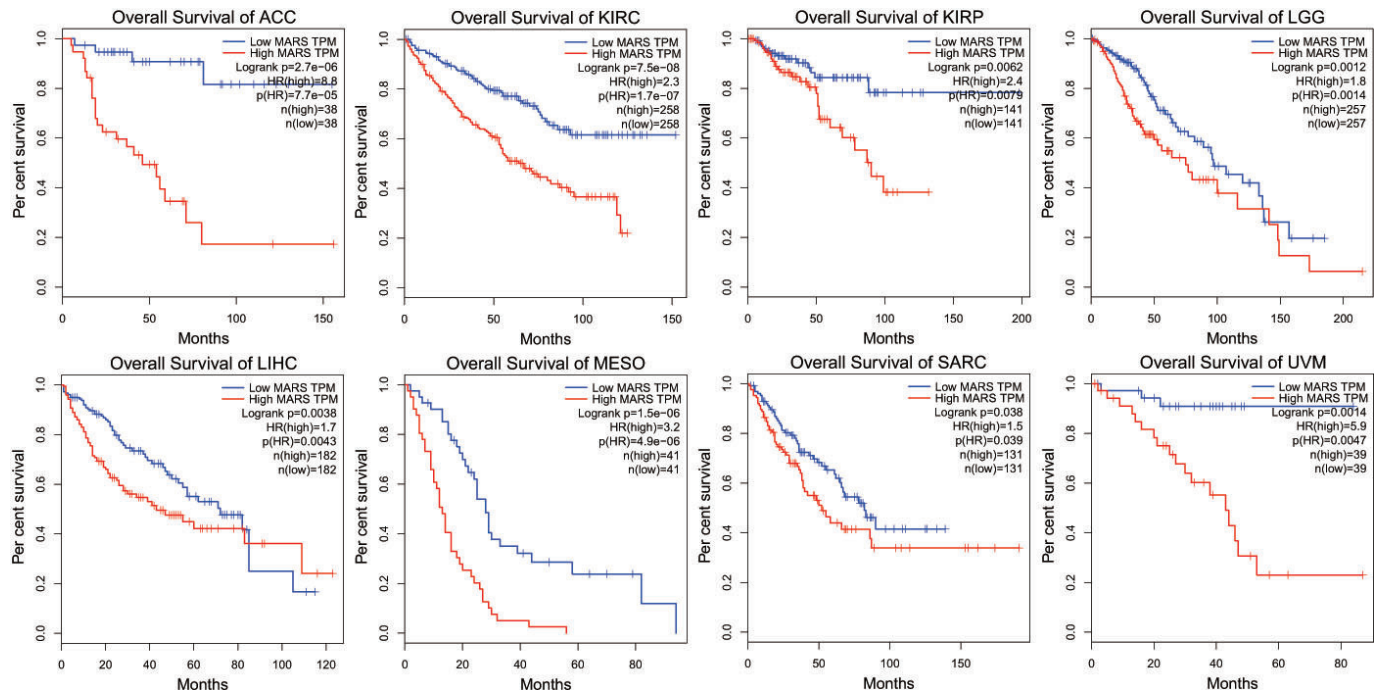 Overall Survival of ACC
Low MARS TPM
High MARS TPM
Logrank p=2.7e-06
HR(high)=8.8
p(HR)=7.7e-05
n(high)=38
n(low)=38
Per cent survival
1.0
0.8
0.6
0.4
0.2
0.0
0 50 100 150
Months
Overall Survival of KIRC
Low MARS TPM
High MARS TPM
Logrank p=7.5e-08
HR(high)=2.3
p(HR)=1.7e-07
n(high)=258
n(low)=258
Per cent survival
1.0
0.8
0.6
0.4
0.2
0.0
0 50 100 150
Months
Overall Survival of KIRP
Low MARS TPM
High MARS TPM
Logrank p=0.0062
HR(high)=2.4
p(HR)=0.0079
n(high)=141
n(low)=141
Per cent survival
1.0
0.8
0.6
0.4
0.2
0.0
0 50 100 150 200
Months
Overall Survival of LGG
Low MARS TPM
High MARS TPM
Logrank p=0.0012
HR(high)=1.8
p(HR)=0.0014
n(high)=257
n(low)=257
Per cent survival
1.0
0.8
0.6
0.4
0.2
0.0
0 50 100 150 200
Months
Overall Survival of LIHC
Low MARS TPM
High MARS TPM
Logrank p=0.0038
HR(high)=1.7
p(HR)=0.0043
n(high)=182
n(low)=182
Per cent survival
1.0
0.8
0.6
0.4
0.2
0.0
0 20 40 60 80 100 120
Months
Overall Survival of MESO
Low MARS TPM
High MARS TPM
Logrank p=1.5e-06
HR(high)=3.2
p(HR)=4.9e-06
n(high)=41
n(low)=41
Per cent survival
1.0
0.8
0.6
0.4
0.2
0.0
0 20 40 60 80
Months
Overall Survival of SARC
Low MARS TPM
High MARS TPM
Logrank p=0.038
HR(high)=1.5
p(HR)=0.039
n(high)=131
n(low)=131
Per cent survival
1.0
0.8
0.6
0.4
0.2
0.0
0 50 100 150
Months
Overall Survival of UVM
Low MARS TPM
High MARS TPM
Logrank p=0.0014
HR(high)=5.9
p(HR)=0.0047
n(high)=39
n(low)=39
Per cent survival
1.0
0.8
0.6
0.4
0.2
0.0
0 20 40 60 80
Months